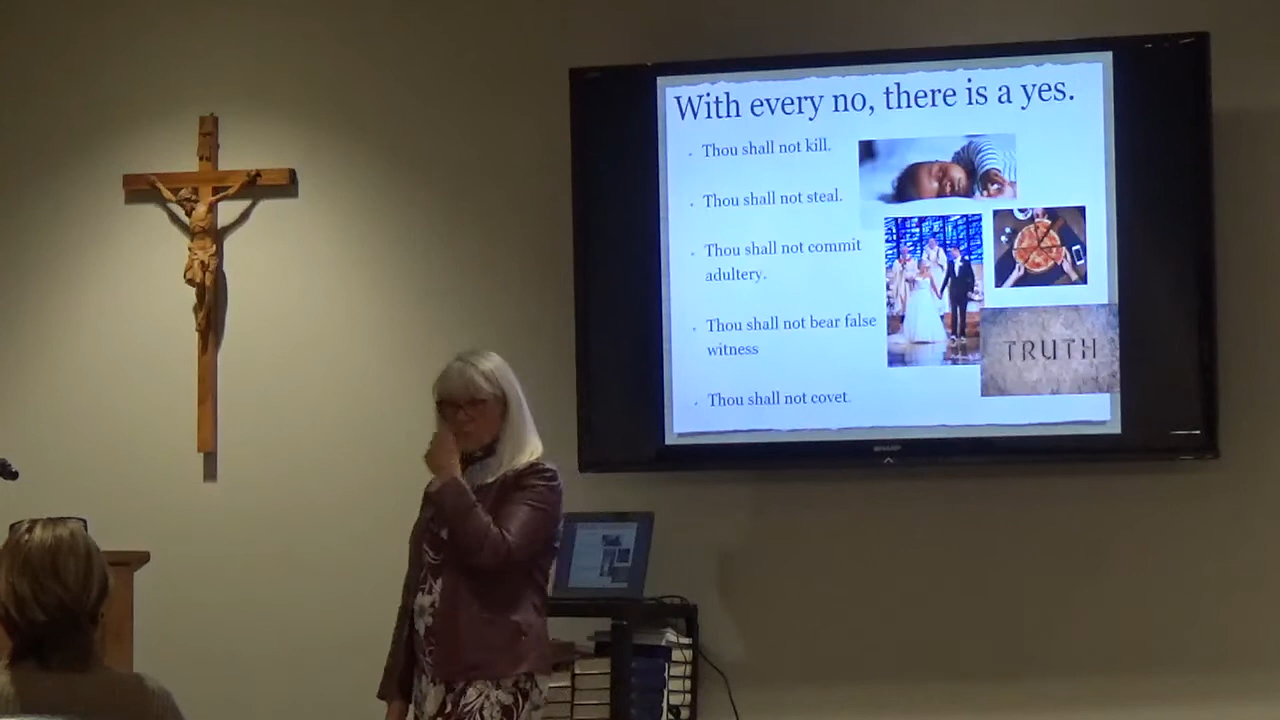 With every no, there is a yes.
Thou shall not kill.
Thou shall not steal.
Thou shall not commit
adultery.
Thou shall not bear false
witness
Thou shall not covet.
TRUTH
SHARP